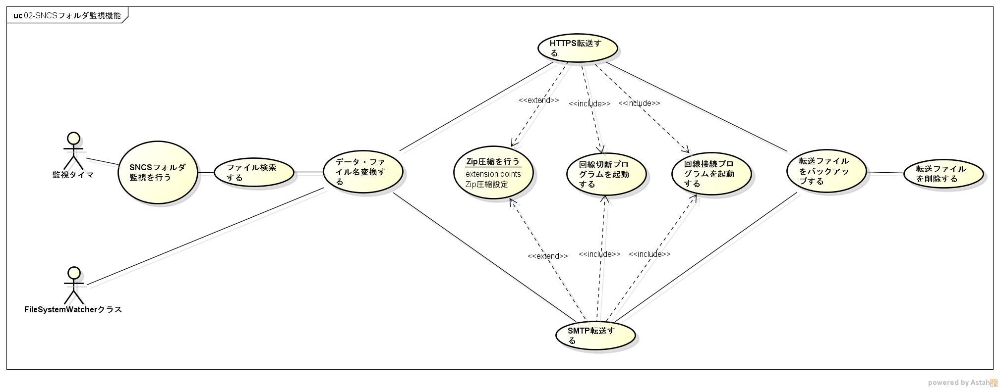 uc 02-SNCSフォルダ監視機能
HTTPS転送す
る
<<extend>>
<<include>>
<<include>>
監視タイマ
SNCSフォルダ
監視を行う
ファイル検索
する
データ・ファ
イル名変換す
る
Zip圧縮を行う
extension points
Zip圧縮設定
回線切断プロ
グラムを起動
する
回線接続プロ
グラムを起動
する
転送ファイル
をバックアッ
プする
転送ファイル
を削除する
<<extend>>
<<include>>
<<include>>
FileSystemWatcherクラス
SMTP転送す
る
powered by Astah